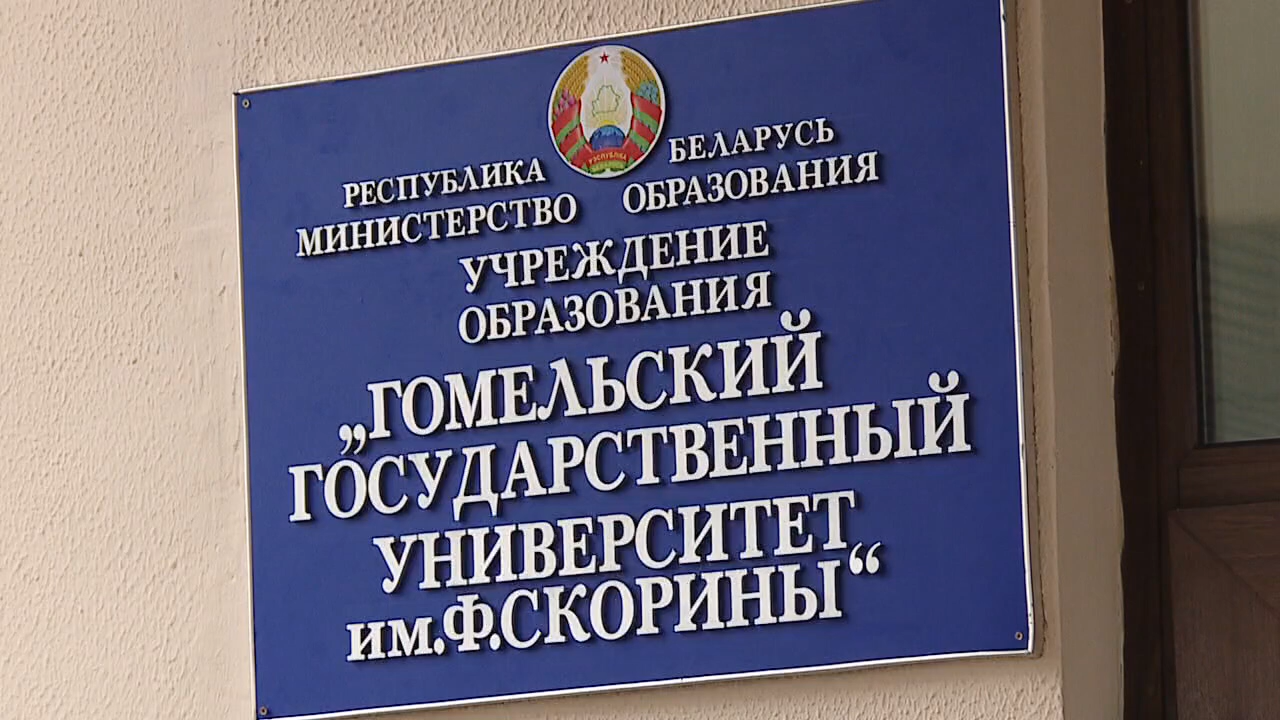 РЕСПУБЛИКА БЕЛАРУСЬ
МИНИСТЕРСТВО ОБРАЗОВАНИЯ
УЧРЕЖДЕНИЕ
ОБРАЗОВАНИЯ
„ГОМЕЛЬСКИЙ
ГОСУДАРСТВЕННЫЙ
УНИВЕРСИТЕТ
им.Ф.СКОРИНЫ“